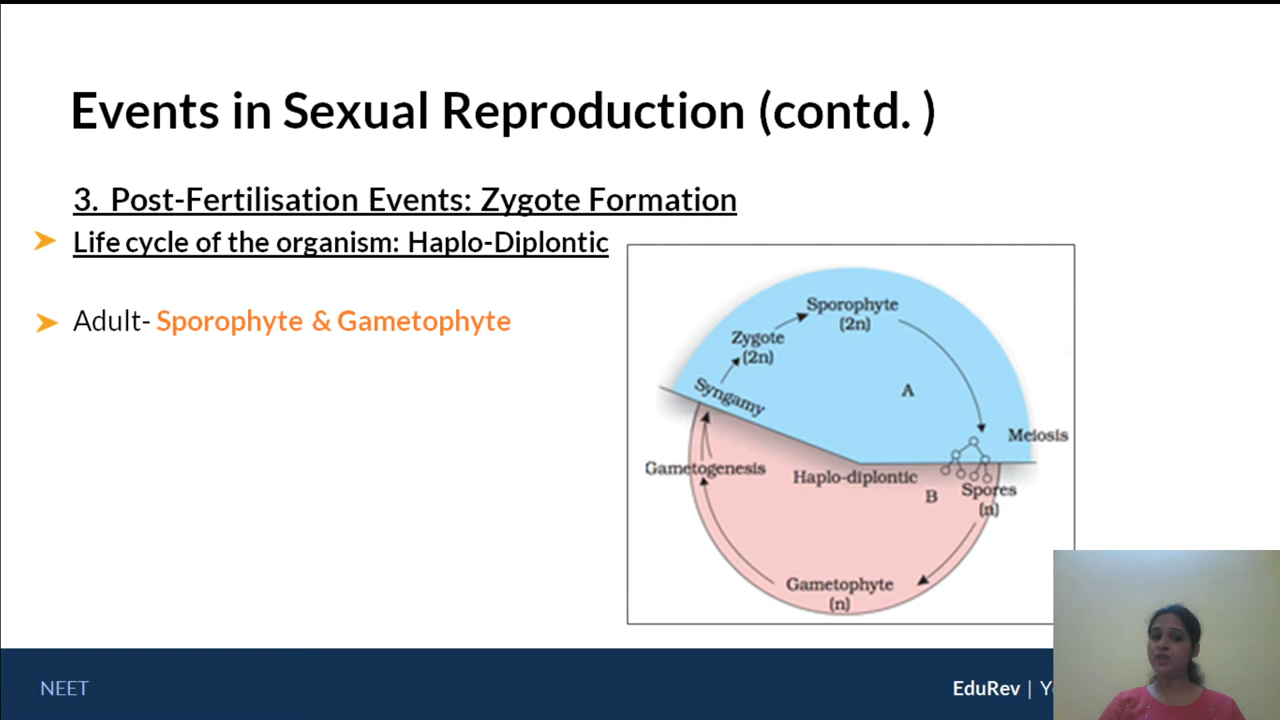 Events in Sexual Reproduction (contd. )
3. Post-Fertilisation Events: Zygote Formation
Life cycle of the organism: Haplo-Diplontic
Adult- Sporophyte & Gametophyte
Sporophyte
(2n)
Zygote
(2n)
A
Syngamy
Meiosis
Gametogenesis
Haplo-diplontic
B
Spores
(n)
Gametophyte
(n)
NEET
EduRev |